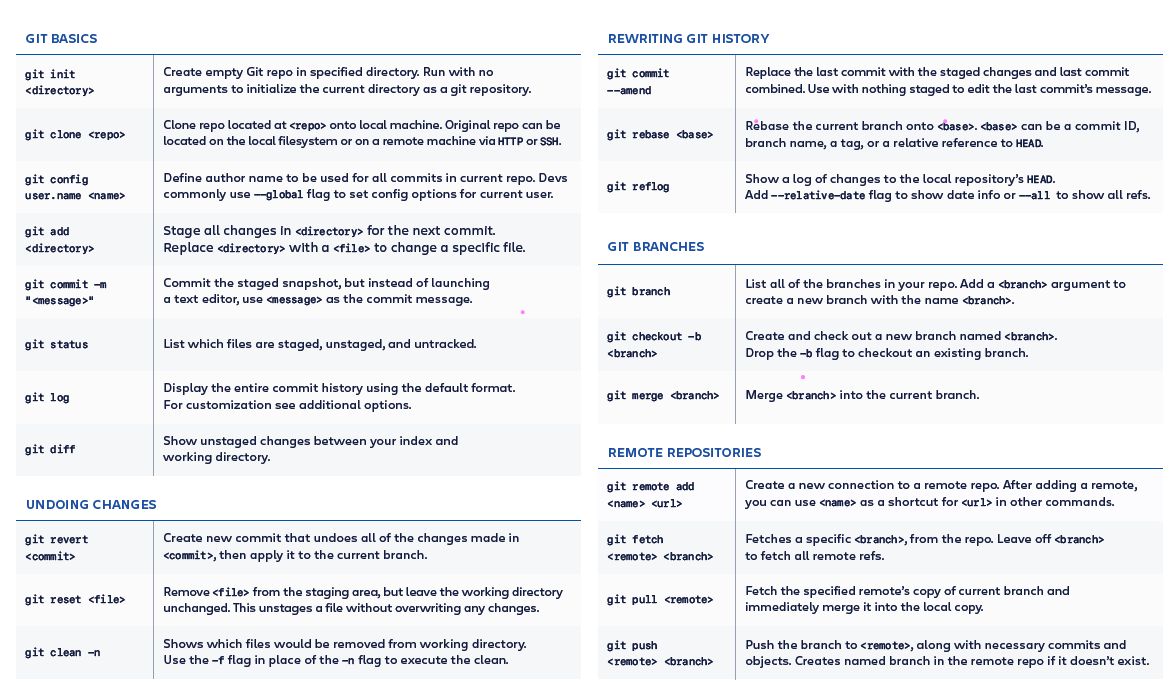 GIT BASICS
git init
<directory>
Create empty Git repo in specified directory. Run with no
arguments to initialize the current directory as a git repository.
git clone <repo>
Clone repo located at <repo> onto local machine. Original repo can be
located on the local filesystem or on a remote machine via HTTP or SSH.
git config
user.name <name>
Define author name to be used for all commits in current repo. Devs
commonly use --global flag to set config options for current user.
git add
<directory>
Stage all changes in <directory> for the next commit.
Replace <directory> with a <file> to change a specific file.
git commit -m
"<message>"
Commit the staged snapshot, but instead of launching
a text editor, use <message> as the commit message.
git status
List which files are staged, unstaged, and untracked.
git log
Display the entire commit history using the default format.
For customization see additional options.
git diff
Show unstaged changes between your index and
working directory.
UNDOING CHANGES
git revert
<commit>
Create new commit that undoes all of the changes made in
<commit>, then apply it to the current branch.
git reset <file>
Remove <file> from the staging area, but leave the working directory
unchanged. This unstages a file without overwriting any changes.
git clean -n
Shows which files would be removed from working directory.
Use the -f flag in place of the -n flag to execute the clean.
REWRITING GIT HISTORY
git commit
--amend
Replace the last commit with the staged changes and last commit
combined. Use with nothing staged to edit the last commit's message.
git rebase <base>
Rebase the current branch onto <base>. <base> can be a commit ID,
branch name, a tag, or a relative reference to HEAD.
git reflog
Show a log of changes to the local repository's HEAD.
Add --relative-date flag to show date info or --all to show all refs.
GIT BRANCHES
git branch
List all of the branches in your repo. Add a <branch> argument to
create a new branch with the name <branch>.
git checkout -b
<branch>
Create and check out a new branch named <branch>.
Drop the -b flag to checkout an existing branch.
git merge <branch>
Merge <branch> into the current branch.
REMOTE REPOSITORIES
git remote add
<name> <url>
Create a new connection to a remote repo. After adding a remote,
you can use <name> as a shortcut for <url> in other commands.
git fetch
<remote> <branch>
Fetches a specific <branch>, from the repo. Leave off <branch>
to fetch all remote refs.
git pull <remote>
Fetch the specified remote's copy of current branch and
immediately merge it into the local copy.
git push
<remote> <branch>
Push the branch to <remote>, along with necessary commits and
objects. Creates named branch in the remote repo if it doesn't exist.